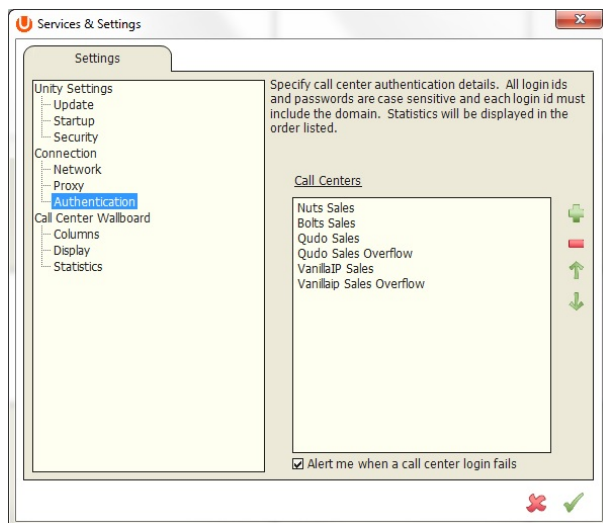 Services & Settings
Settings
Unity Settings
Update
Startup
Security
Connection
Network
Proxy
Authentication
Call Center Wallboard
Columns
Display
Statistics
Specify call center authentication details. All login ids
and passwords are case sensitive and each login id must
include the domain. Statistics will be displayed in the
order listed.
Call Centers
Nuts Sales
Bolts Sales
Qudo Sales
Qudo Sales Overflow
VanillaIP Sales
Vanillaip Sales Overflow
Alert me when a call center login fails